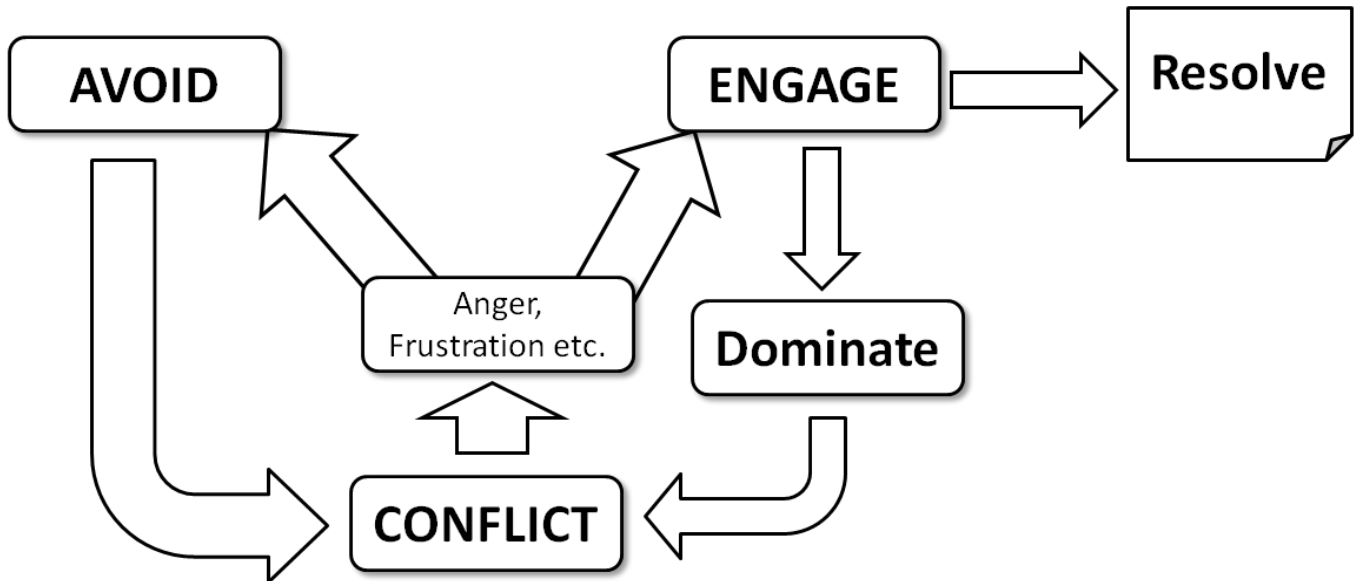 AVOID
ENGAGE
Resolve
Anger,
Frustration etc.
Dominate
CONFLICT